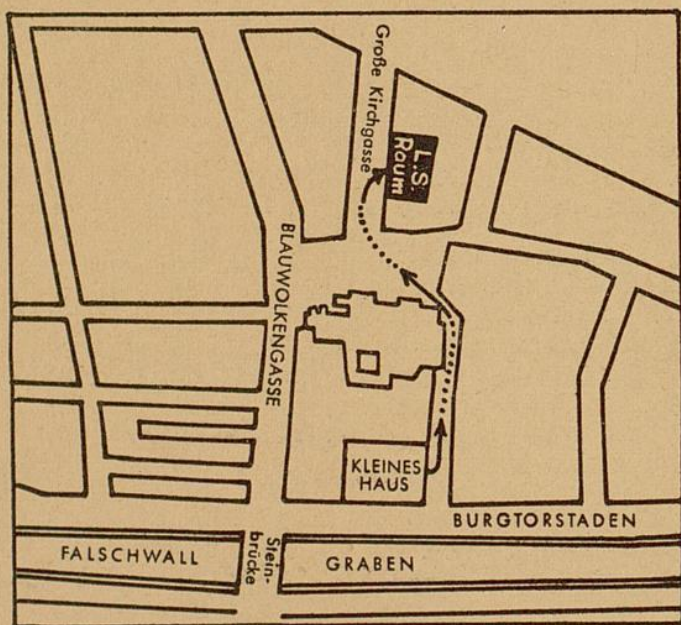 Große Kirchgasse
L.S.
Raum
BLAUWOLKENGASSE
KLEINES
HAUS
BURGTORSTADEN
FALSCHWALL
Stein-
brücke
GRABEN